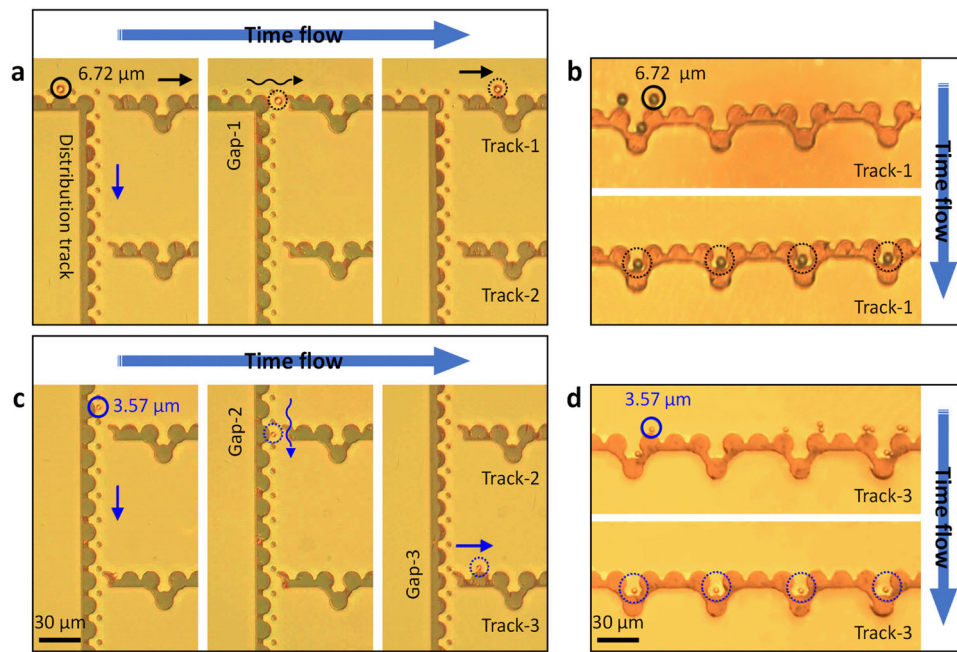 Time flow
a
6.72 µm
Distribution track
Gap-1
Track-1
Track-2
b
6.72 µm
Track-1
Track-1
Time flow
Time flow
c
3.57 µm
Gap-2
Track-2
Gap-3
Track-3
30 µm
d
3.57 µm
Track-3
Track-3
30 µm
Time flow